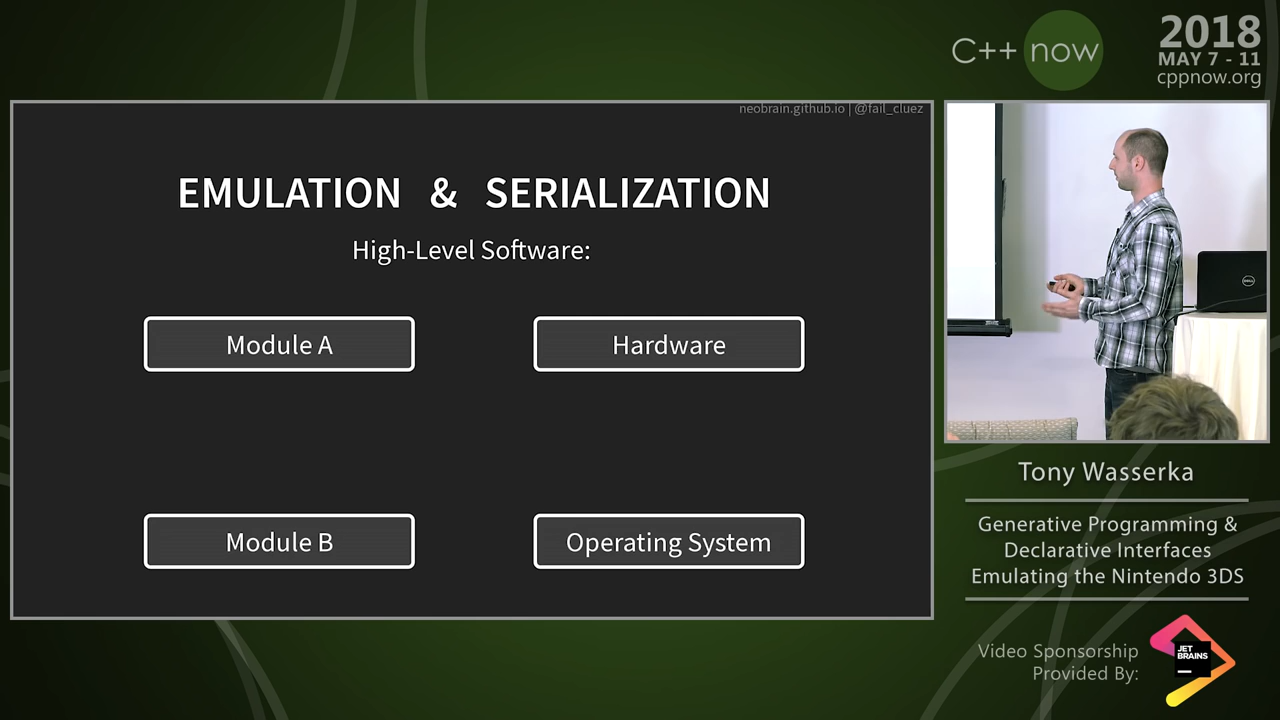 C++ now
2018
MAY 7 - 11
cppnow.org
neobrain.github.io | @fail_cluez
EMULATION & SERIALIZATION
High-Level Software:
Module A
Hardware
Module B
Operating System
DELL
Tony Wasserka
Generative Programming &
Declarative Interfaces
Emulating the Nintendo 3DS
Video Sponsorship
Provided By:
JET
BRAINS